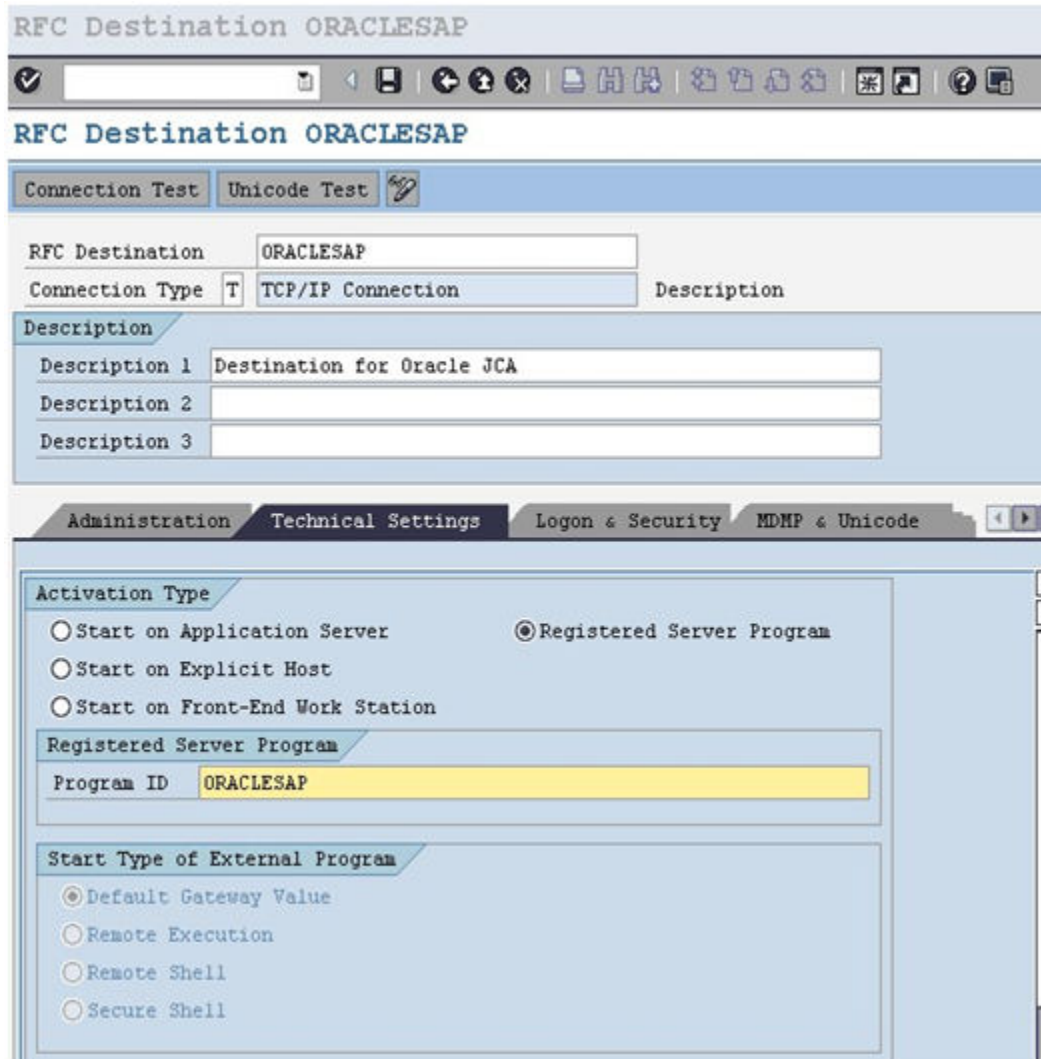 RFC Destination ORACLESAP
RFC Destination ORACLESAP
Connection Test Unicode Test
RFC Destination ORACLESAP
Connection Type T TCP/IP Connection Description
Description
Description 1 Destination for Oracle JCA
Description 2
Description 3
Administration Technical Settings Logon & Security MDMP & Unicode
Activation Type
Start on Application Server Registered Server Program
Start on Explicit Host
Start on Front-End Work Station
Registered Server Program
Program ID ORACLESAP
Start Type of External Program
Default Gateway Value
Remote Execution
Remote Shell
Secure Shell